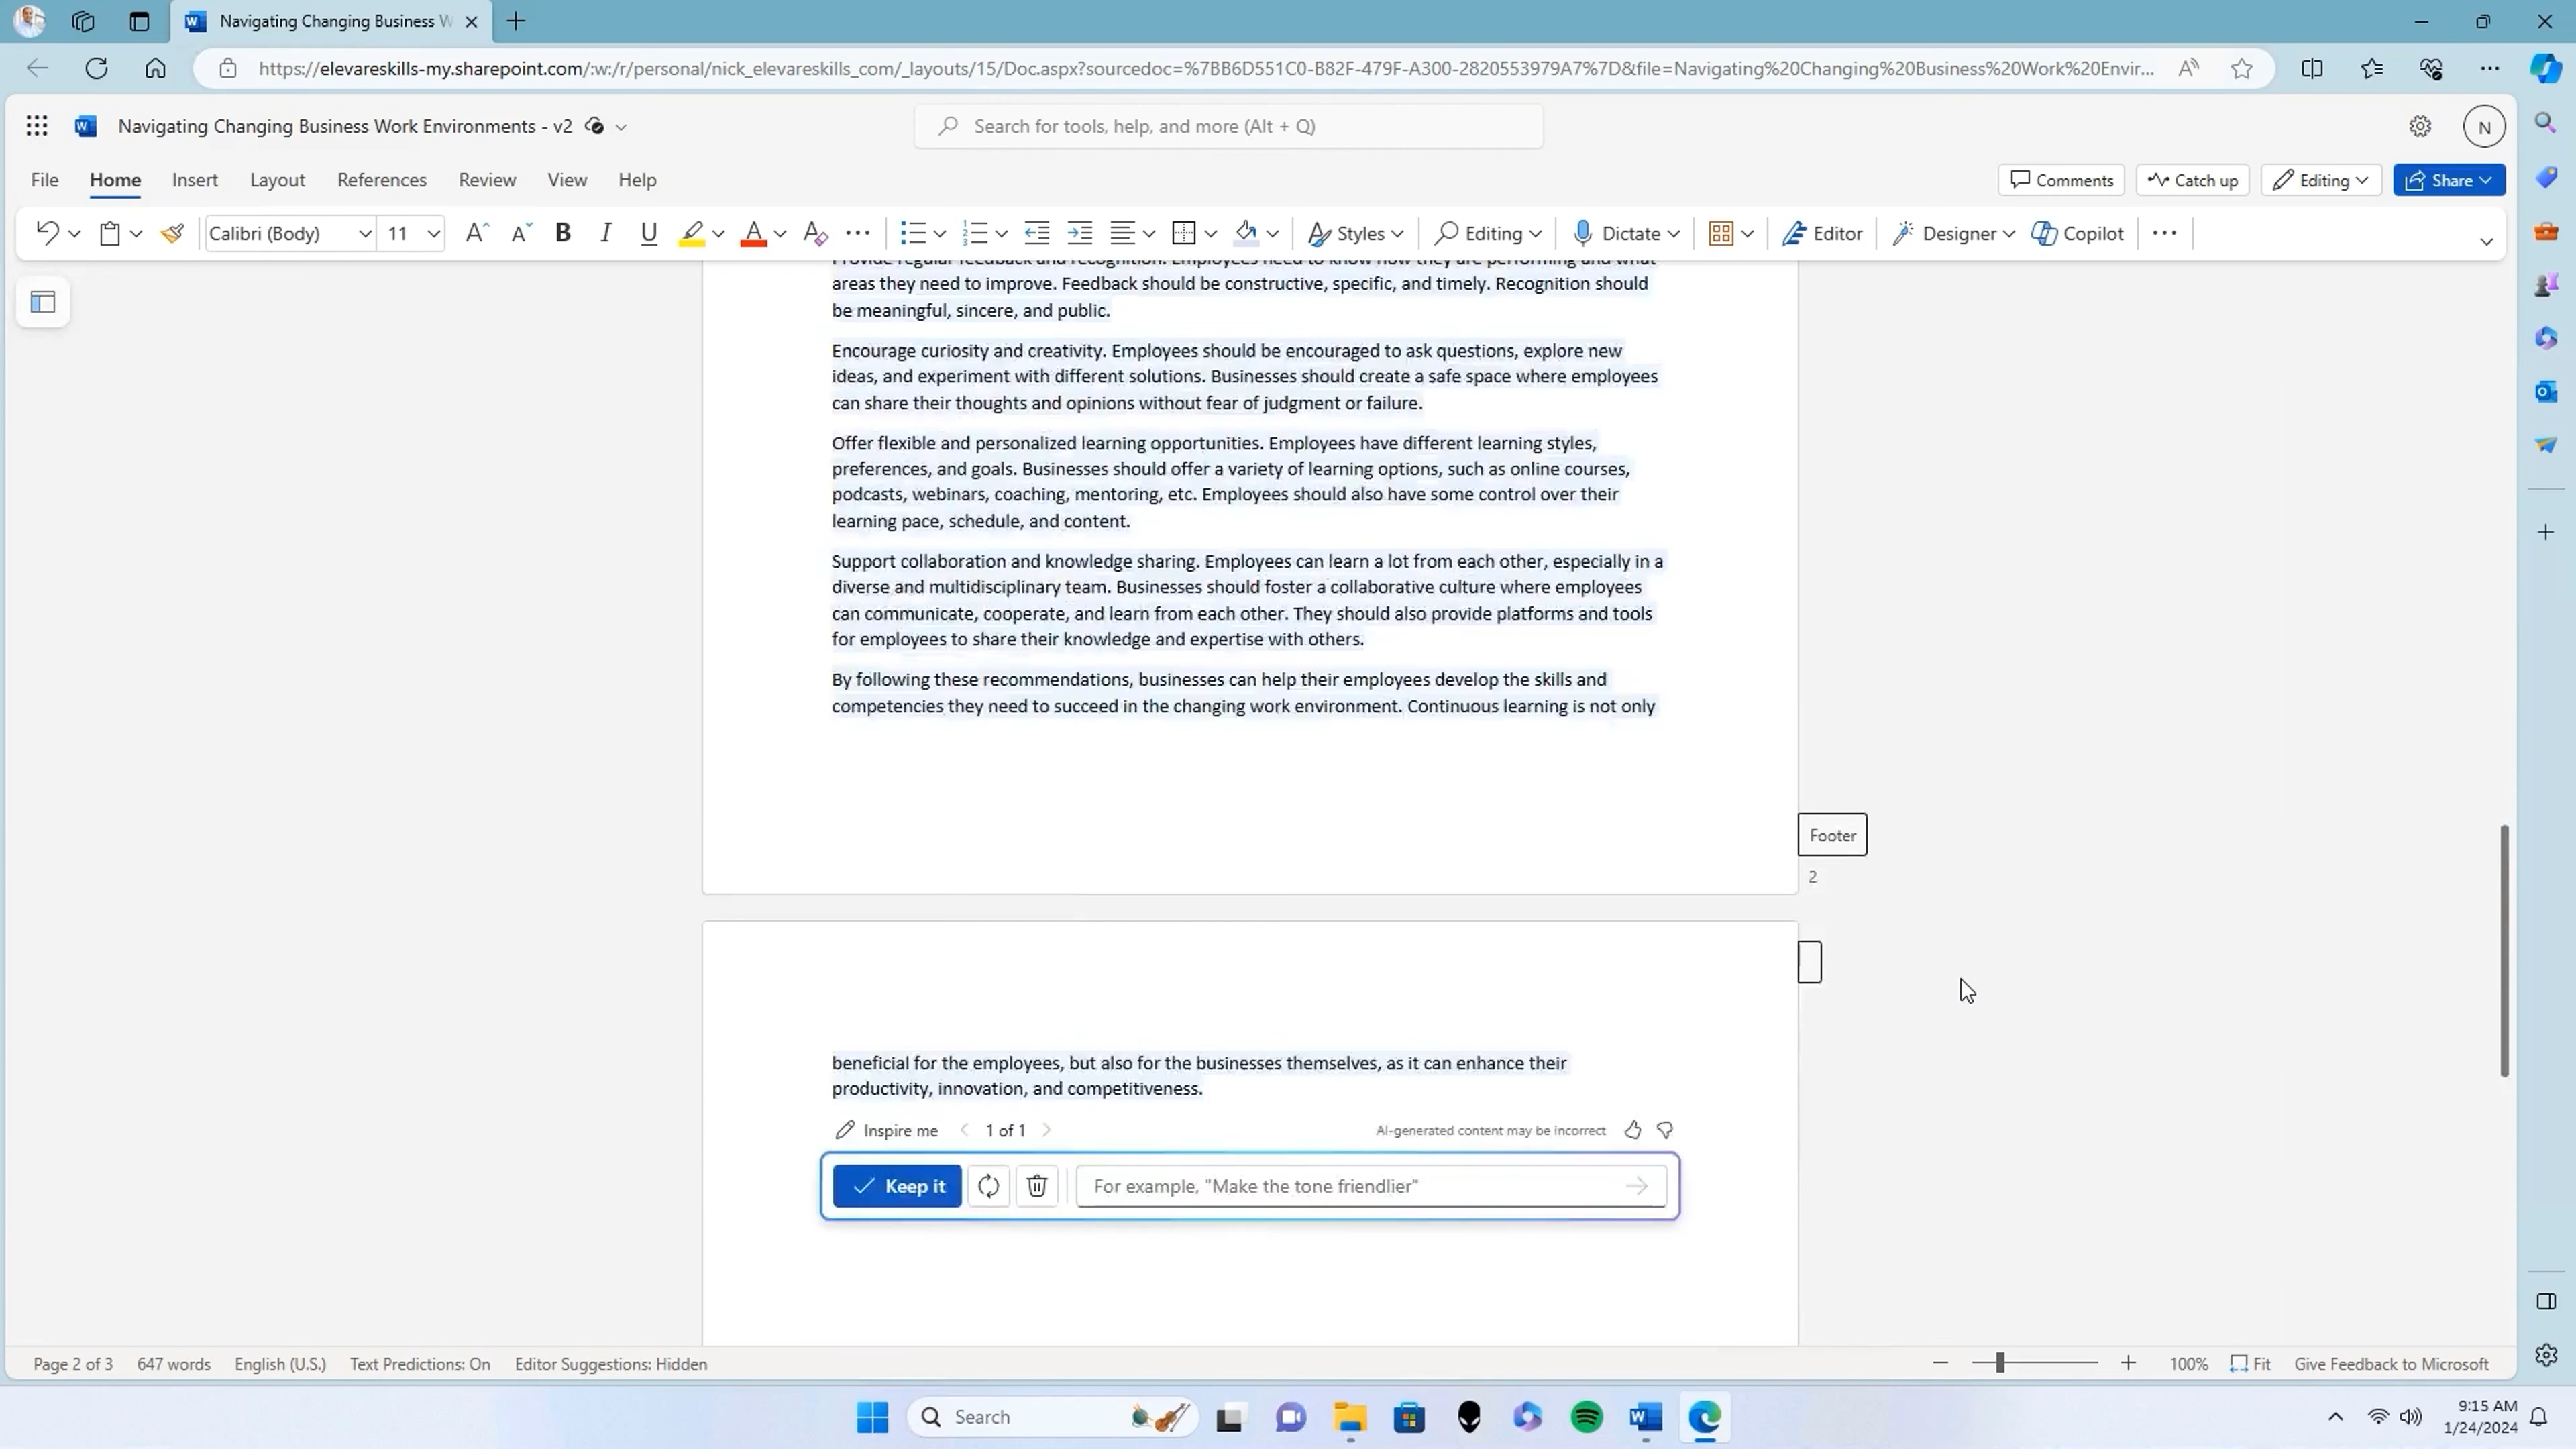 Navigating Changing Business W
https://elevareskills-my.sharepoint.com/:w:/r/personal/nick_elevareskills_com/_layouts/15/Doc.aspx?sourcedoc=%7BB6D551C0-B82F-479F-A300-2820553979A7%7D&file=Navigating%20Changing%20Business%20Work%20Envir...
Navigating Changing Business Work Environments - v2
Search for tools, help, and more (Alt + Q)
N
File Home Insert Layout References Review View Help
Comments Catch up Editing Share
Calibri (Body) 11 Styles Editing Dictate Editor Designer Copilot
Provide regular feedback and recognition. Employees need to know how they are performing and what
areas they need to improve. Feedback should be constructive, specific, and timely. Recognition should
be meaningful, sincere, and public.
Encourage curiosity and creativity. Employees should be encouraged to ask questions, explore new
ideas, and experiment with different solutions. Businesses should create a safe space where employees
can share their thoughts and opinions without fear of judgment or failure.
Offer flexible and personalized learning opportunities. Employees have different learning styles,
preferences, and goals. Businesses should offer a variety of learning options, such as online courses,
podcasts, webinars, coaching, mentoring, etc. Employees should also have some control over their
learning pace, schedule, and content.
Support collaboration and knowledge sharing. Employees can learn a lot from each other, especially in a
diverse and multidisciplinary team. Businesses should foster a collaborative culture where employees
can communicate, cooperate, and learn from each other. They should also provide platforms and tools
for employees to share their knowledge and expertise with others.
By following these recommendations, businesses can help their employees develop the skills and
competencies they need to succeed in the changing work environment. Continuous learning is not only
Footer
2
beneficial for the employees, but also for the businesses themselves, as it can enhance their
productivity, innovation, and competitiveness.
Inspire me 1 of 1 AI-generated content may be incorrect
Keep it For example, "Make the tone friendlier"
Page 2 of 3 647 words English (U.S.) Text Predictions: On Editor Suggestions: Hidden 100% Fit Give Feedback to Microsoft
Search
9:15 AM
1/24/2024